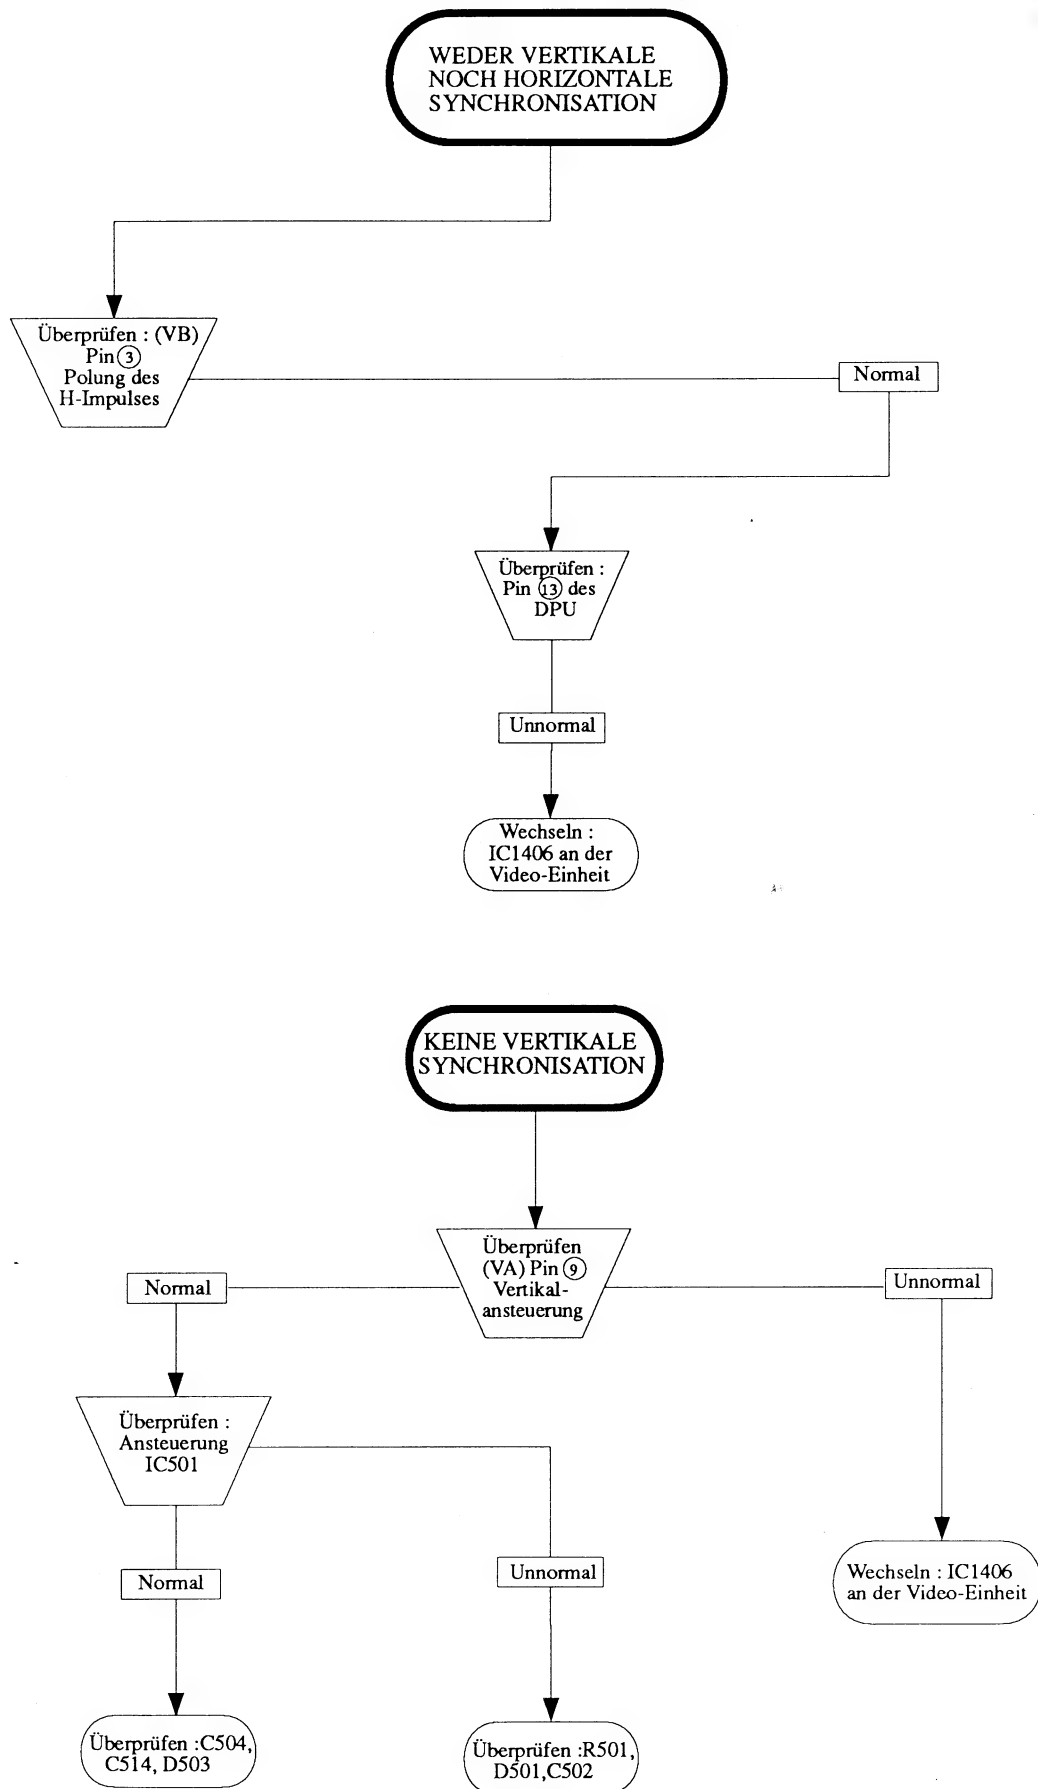 WEDER VERTIKALE
NOCH HORIZONTALE
SYNCHRONISATION
Überprüfen : (VB)
Pin 3
Polung des
H-Impulses
Normal
Überprüfen :
Pin 13 des
DPU
Unnormal
Wechseln :
IC1406 an der
Video-Einheit
KEINE VERTIKALE
SYNCHRONISATION
Überprüfen
(VA) Pin 9
Vertikal-
ansteuerung
Normal
Unnormal
Überprüfen :
Ansteuerung
IC501
Normal
Unnormal
Wechseln : IC1406
an der Video-Einheit
Überprüfen :C504,
C514, D503
Überprüfen :R501,
D501,C502